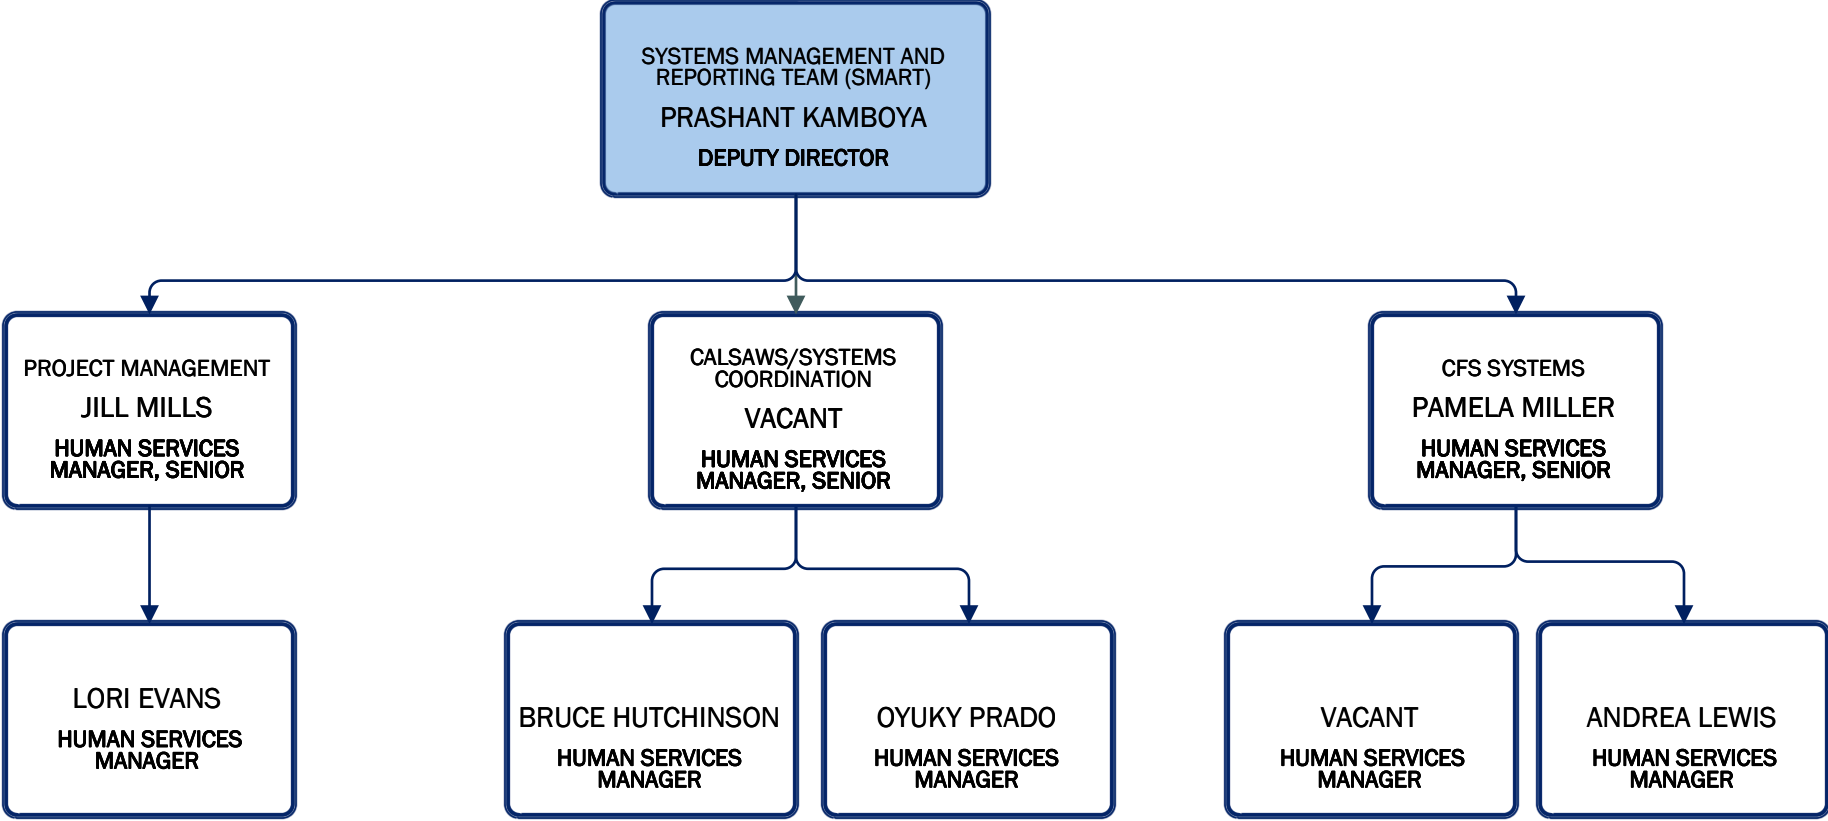 SYSTEMS MANAGEMENT AND
REPORTING TEAM (SMART)
PRASHANT KAMBOYA
DEPUTY DIRECTOR
PROJECT MANAGEMENT
JILL MILLS
HUMAN SERVICES
MANAGER, SENIOR
CALSAWS/SYSTEMS
COORDINATION
VACANT
HUMAN SERVICES
MANAGER, SENIOR
CFS SYSTEMS
PAMELA MILLER
HUMAN SERVICES
MANAGER, SENIOR
LORI EVANS
HUMAN SERVICES
MANAGER
BRUCE HUTCHINSON
HUMAN SERVICES
MANAGER
OYUKY PRADO
HUMAN SERVICES
MANAGER
VACANT
HUMAN SERVICES
MANAGER
ANDREA LEWIS
HUMAN SERVICES
MANAGER